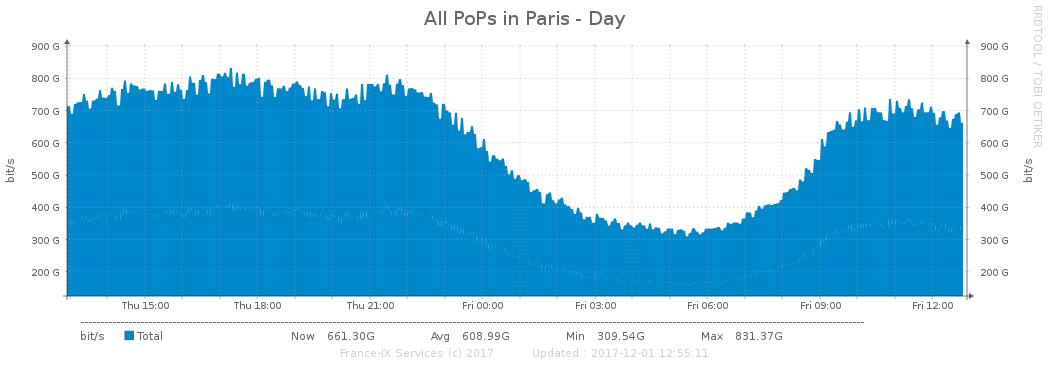 All PoPs in Paris - Day
RRDTOOL / TOBI OETIKER
900 G 900 G
800 G 800 G
700 G 700 G
600 G 600 G
500 G 500 G
400 G 400 G
300 G 300 G
200 G 200 G
bit/s bit/s
Thu 15:00 Thu 18:00 Thu 21:00 Fri 00:00 Fri 03:00 Fri 06:00 Fri 09:00 Fri 12:00
bit/s Total Now 661.30G Avg 608.99G Min 309.54G Max 831.37G
France-IX Services (c) 2017 Updated : 2017-12-01 12:55:11